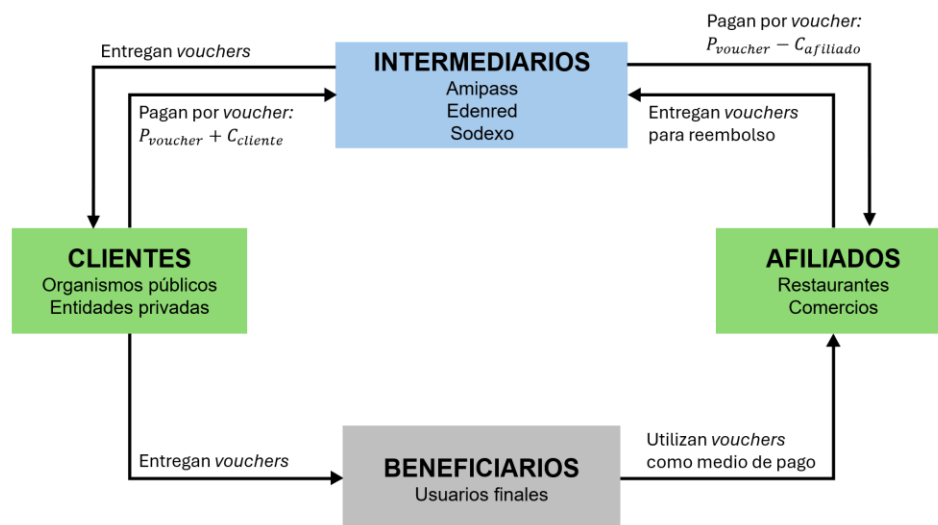 Entregan vouchers
INTERMEDIARIOS
Amipass
Edenred
Sodexo
Pagan por voucher:
P_voucher − C_afiliado
Pagan por voucher:
P_voucher + C_cliente
Entregan vouchers
para reembolso
CLIENTES
Organismos públicos
Entidades privadas
AFILIADOS
Restaurantes
Comercios
Entregan vouchers
BENEFICIARIOS
Usuarios finales
Utilizan vouchers
como medio de pago